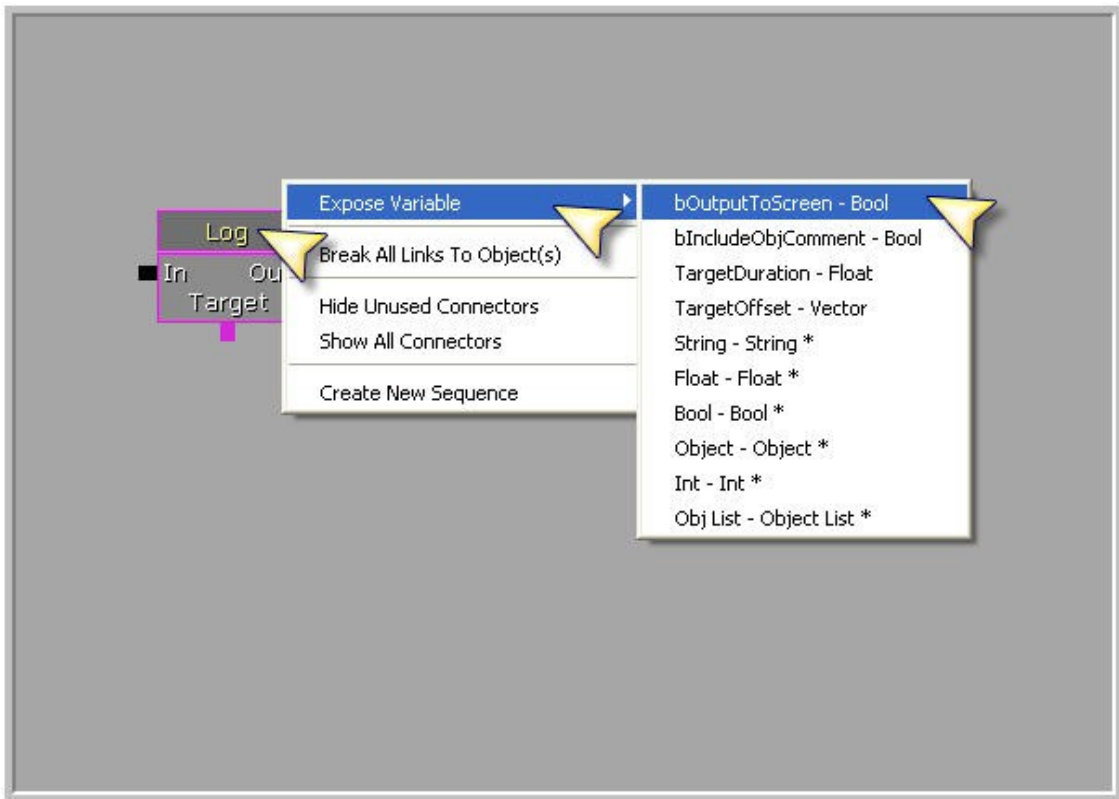 Log
In Ou
Target
Expose Variable
Break All Links To Object(s)
Hide Unused Connectors
Show All Connectors
Create New Sequence
bOutputToScreen - Bool
bIncludeObjComment - Bool
TargetDuration - Float
TargetOffset - Vector
String - String *
Float - Float *
Bool - Bool *
Object - Object *
Int - Int *
Obj List - Object List *